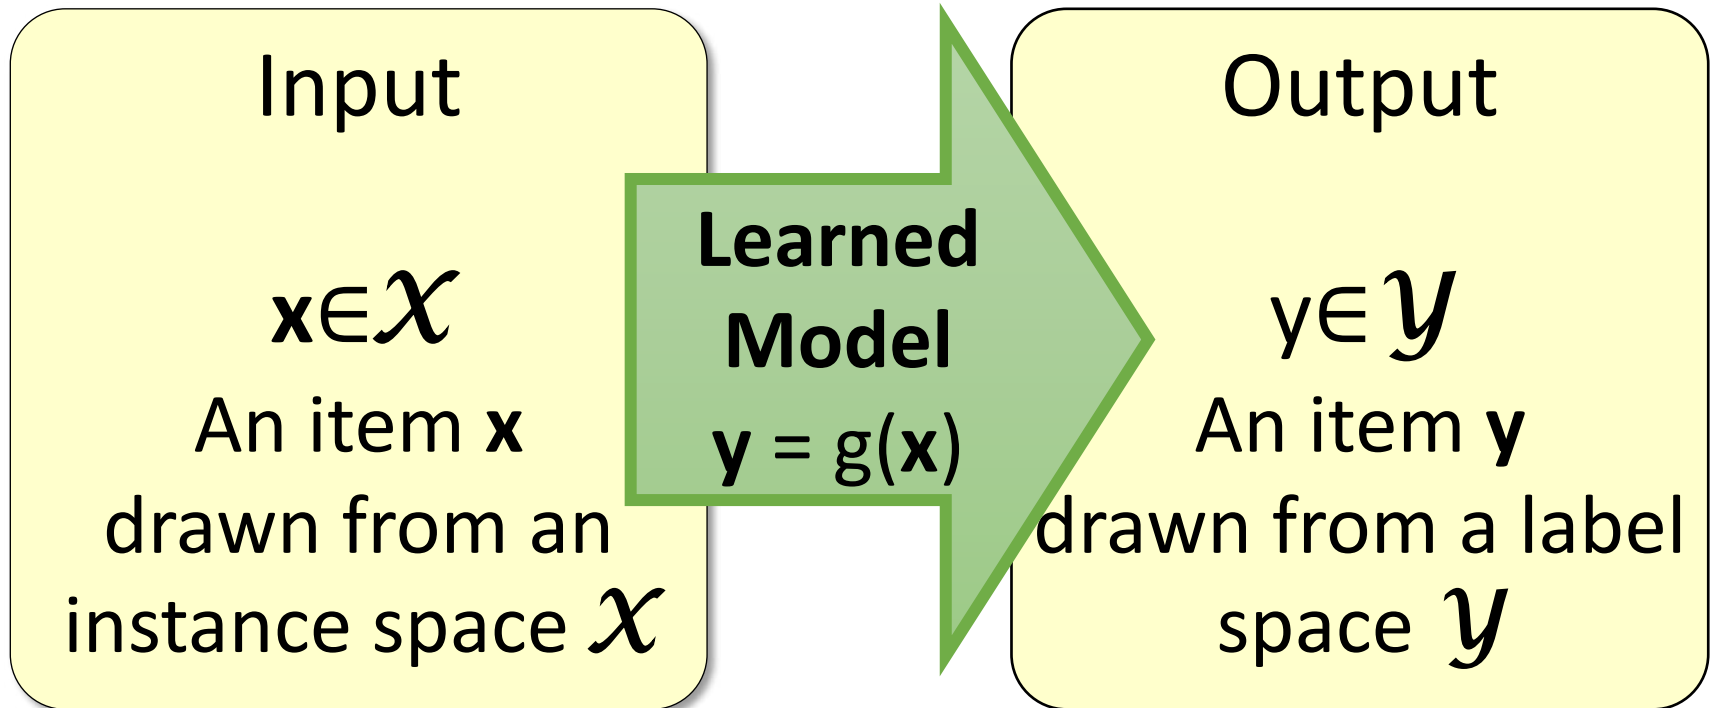 Input
x∈𝒳
An item x
drawn from an
instance space 𝒳
Learned
Model
y = g(x)
Output
y∈𝒴
An item y
drawn from a label
space 𝒴